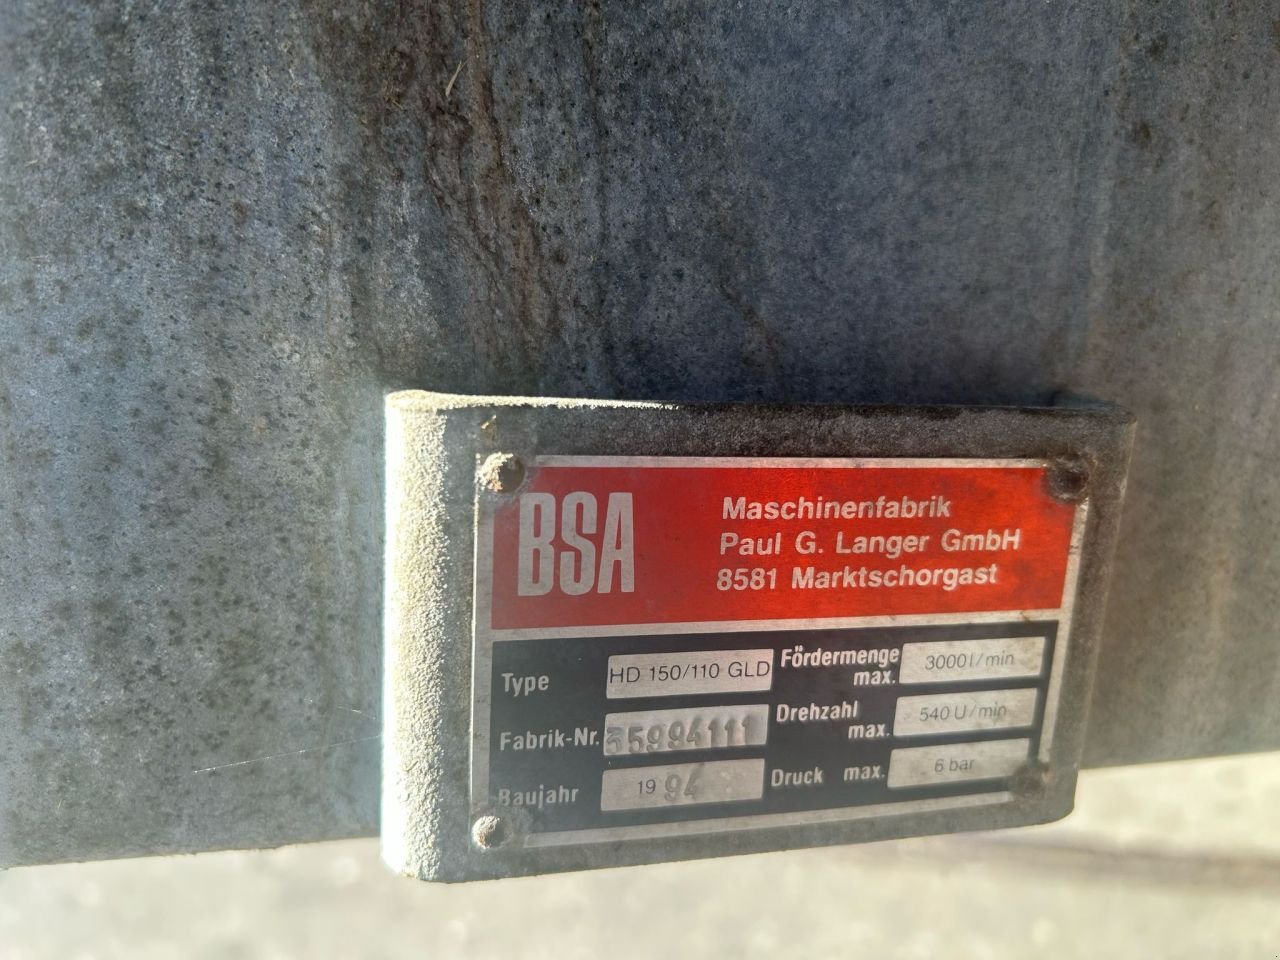 BSA
Maschinenfabrik
Paul G. Langer GmbH
8581 Marktschorgast
Type HD 150/110 GLD
Fördermenge max. 3000 l/min
Fabrik-Nr. 35994111
Drehzahl max. 540 U/min
Baujahr 1994
Druck max. 6 bar